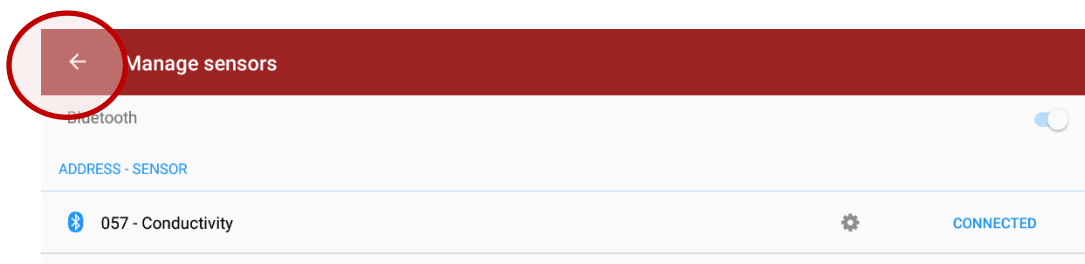 Manage sensors
Bluetooth
ADDRESS - SENSOR
057 - Conductivity CONNECTED